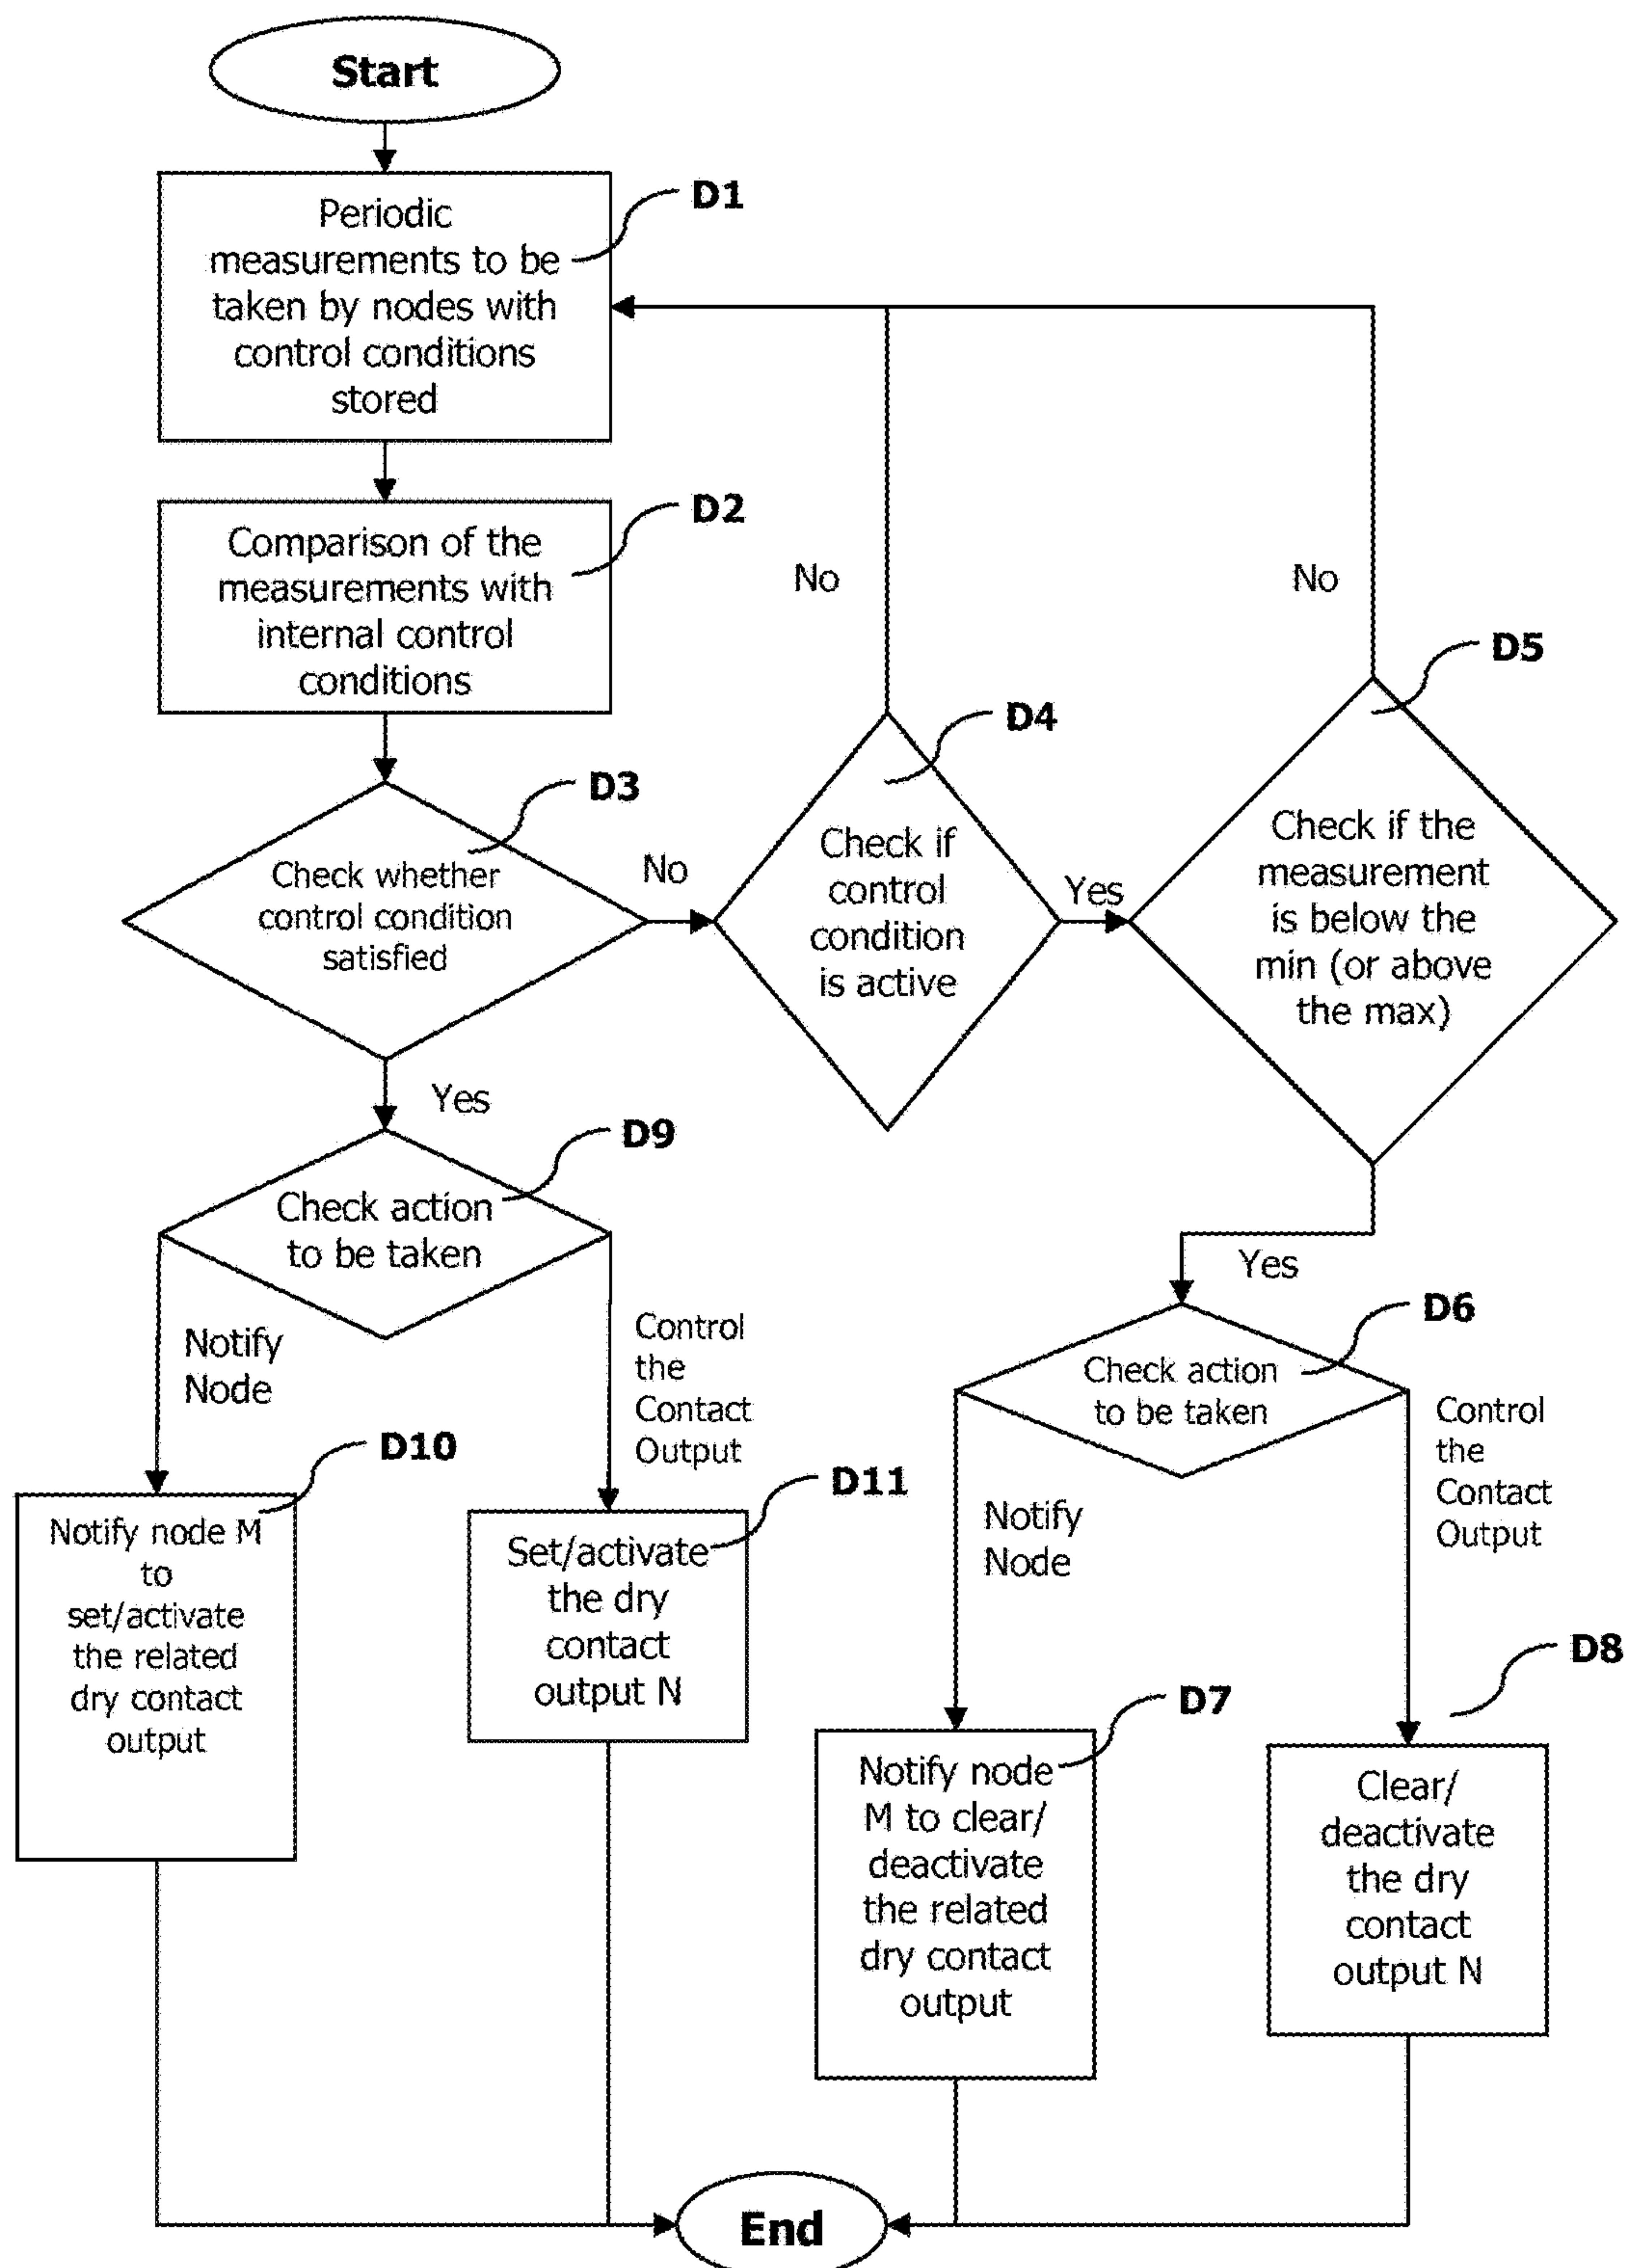 Start
D1
Periodic
measurements to be
taken by nodes with
control conditions
stored
D2
Comparison of the
measurements with
internal control
conditions
No
No
D3
Check whether
control condition
satisfied
No
D4
Check if
control
condition
is active
Yes
D5
Check if the
measurement
is below the
min (or above
the max)
Yes
D9
Check action
to be taken
Notify
Node
Control
the
Contact
Output
Yes
D6
Check action
to be taken
Notify
Node
Control
the
Contact
Output
D10
Notify node M
to
set/activate
the related
dry contact
output
D11
Set/activate
the dry
contact
output N
D7
Notify node
M to clear/
deactivate
the related
dry contact
output
D8
Clear/
deactivate
the dry
contact
output N
End